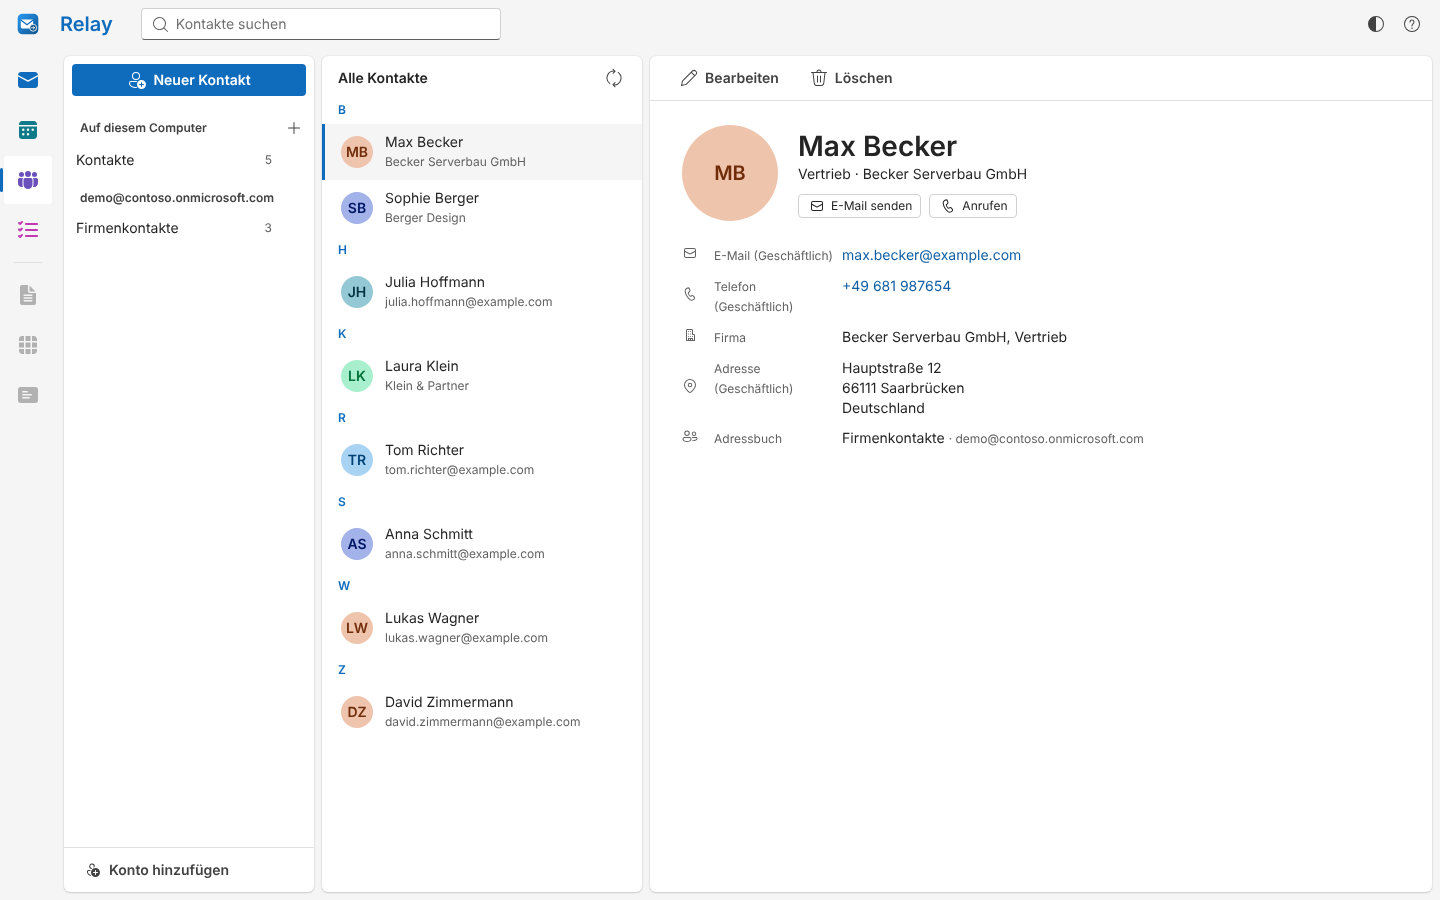 Relay
Kontakte suchen
Neuer Kontakt
Auf diesem Computer
Kontakte 5
demo@contoso.onmicrosoft.com
Firmenkontakte 3
Konto hinzufügen
Alle Kontakte
B
MB
Max Becker
Becker Serverbau GmbH
SB
Sophie Berger
Berger Design
H
JH
Julia Hoffmann
julia.hoffmann@example.com
K
LK
Laura Klein
Klein & Partner
R
TR
Tom Richter
tom.richter@example.com
S
AS
Anna Schmitt
anna.schmitt@example.com
W
LW
Lukas Wagner
lukas.wagner@example.com
Z
DZ
David Zimmermann
david.zimmermann@example.com
Bearbeiten Löschen
MB
Max Becker
Vertrieb · Becker Serverbau GmbH
E-Mail senden Anrufen
E-Mail (Geschäftlich) max.becker@example.com
Telefon (Geschäftlich) +49 681 987654
Firma Becker Serverbau GmbH, Vertrieb
Adresse (Geschäftlich) Hauptstraße 12
66111 Saarbrücken
Deutschland
Adressbuch Firmenkontakte · demo@contoso.onmicrosoft.com